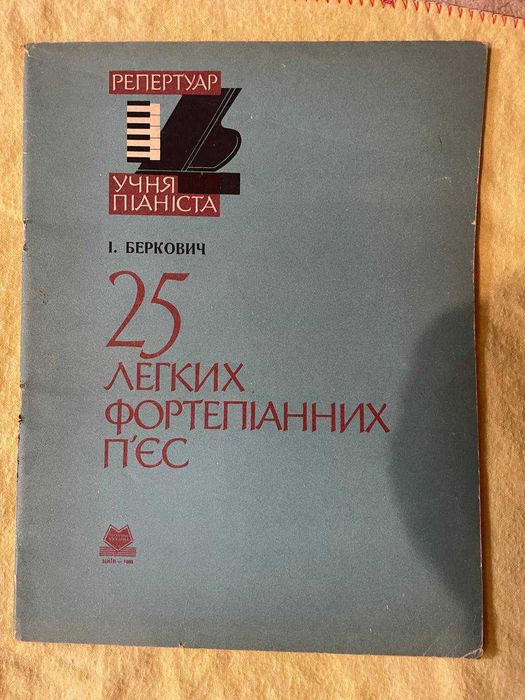 РЕПЕРТУАР
УЧНЯ
ПІАНІСТА
І. БЕРКОВИЧ
25
ЛЕГКИХ
ФОРТЕПІАННИХ
П'ЄС